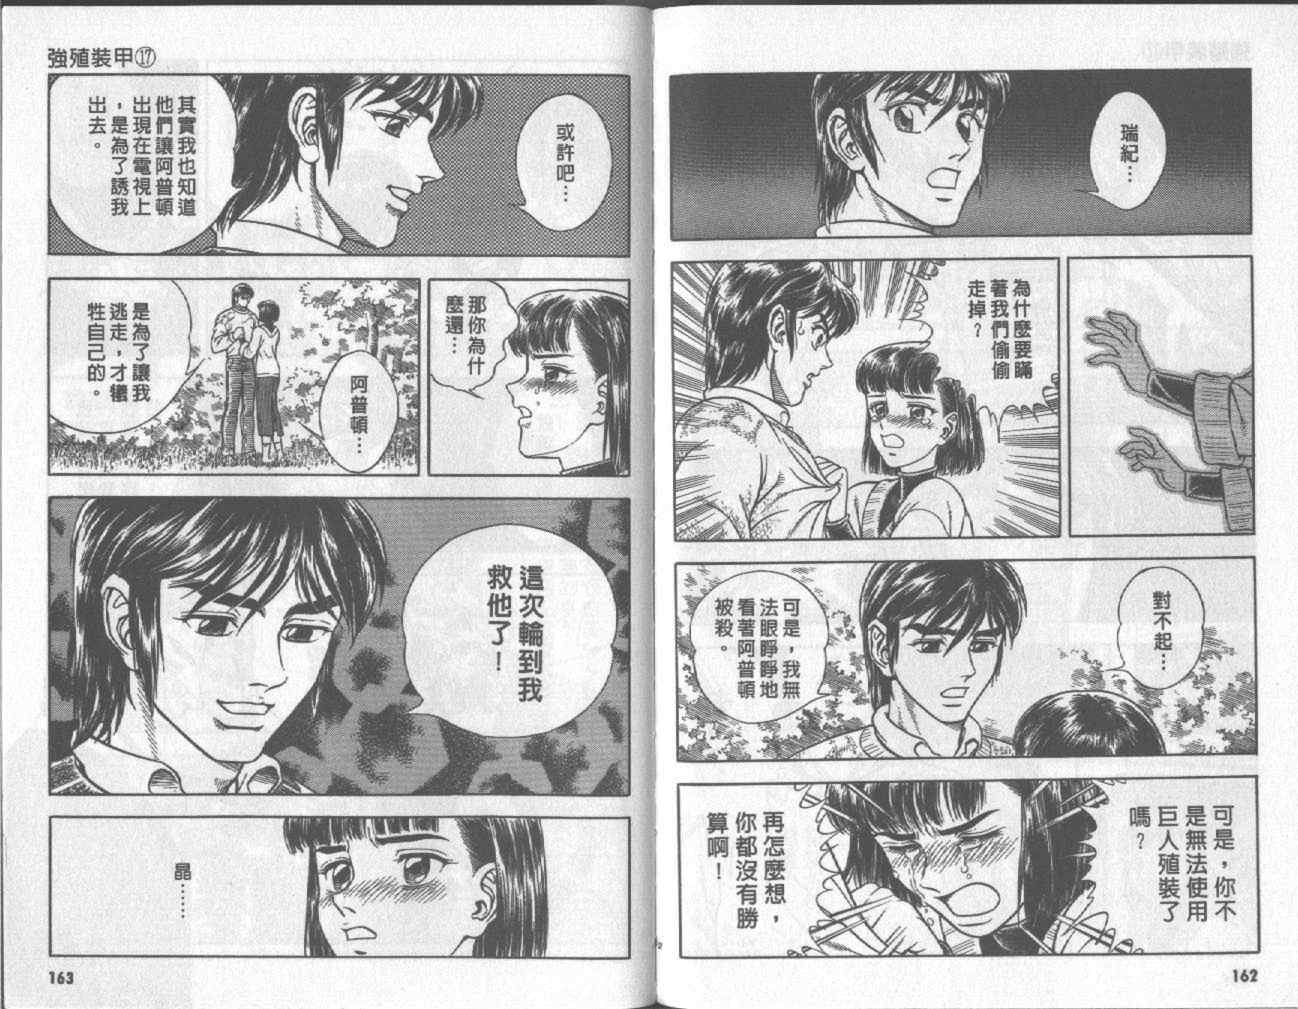 瑞紀…
為什麼要瞞
著我們偷偷
走掉？
對不起…
可是，我無
法眼睜睜地
看著阿普頓
被殺。
可是，你不
是無法使用
巨人殖裝了
嗎？
再怎麼想，
你都沒有勝
算啊！
162
強殖裝甲⑰
或許吧…
其實我也知道
他們讓阿普頓
出現在電視上
，是為了誘我
出去。
那你為什
麼還…
阿普頓…
是為了讓我
逃走，才犧
牲自己的。
這次輪到我
救他了！
晶……
163